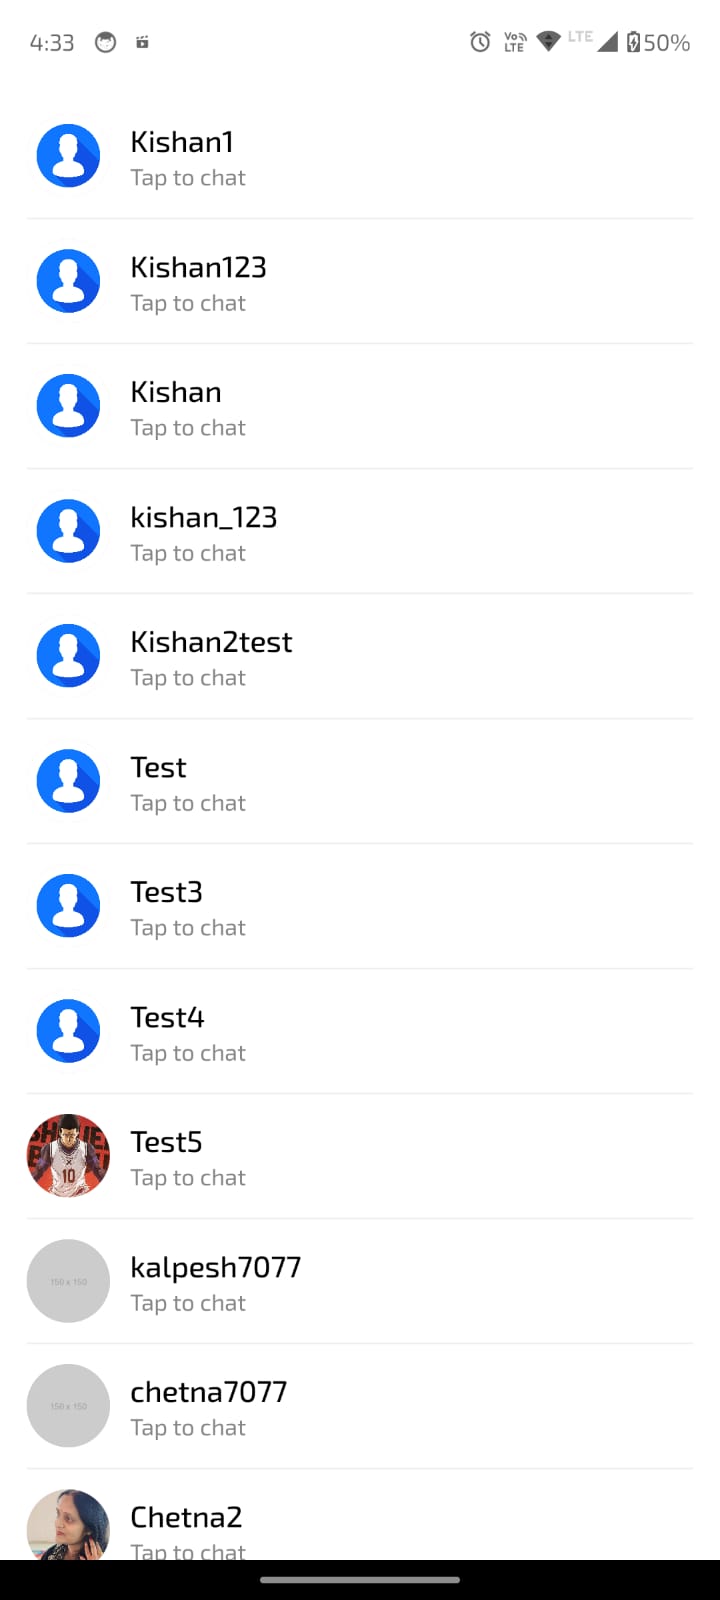 4:33 VoLTE LTE 50%
Kishan1
Tap to chat
Kishan123
Tap to chat
Kishan
Tap to chat
kishan_123
Tap to chat
Kishan2test
Tap to chat
Test
Tap to chat
Test3
Tap to chat
Test4
Tap to chat
10
Test5
Tap to chat
150 x 150
kalpesh7077
Tap to chat
150 x 150
chetna7077
Tap to chat
Chetna2
Tap to chat